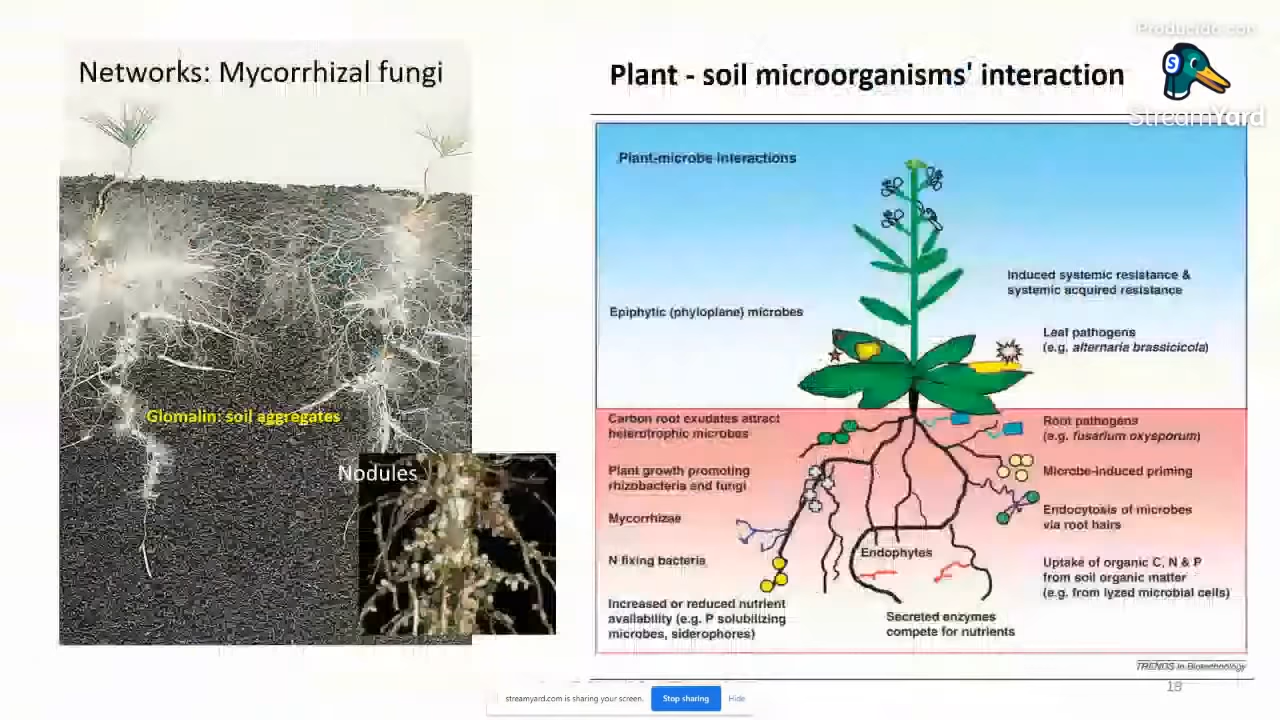 Producido con
StreamYard
Networks: Mycorrhizal fungi
Glomalin: soil aggregates
Nodules
Plant - soil microorganisms' interaction
Plant-microbe interactions
Induced systemic resistance &
systemic acquired resistance
Epiphytic (phyloplane) microbes
Leaf pathogens
(e.g. alternaria brassicicola)
Carbon root exudates attract
heterotrophic microbes
Root pathogens
(e.g. fusarium oxysporum)
Plant growth promoting
rhizobacteria and fungi
Microbe-induced priming
Mycorrhizae
Endocytosis of microbes
via root hairs
N fixing bacteria
Endophytes
Uptake of organic C, N & P
from soil organic matter
(e.g. from lyzed microbial cells)
Increased or reduced nutrient
availability (e.g. P solubilizing
microbes, siderophores)
Secreted enzymes
compete for nutrients
TRENDS in Biotechnology
streamyard.com is sharing your screen.
Stop sharing
Hide